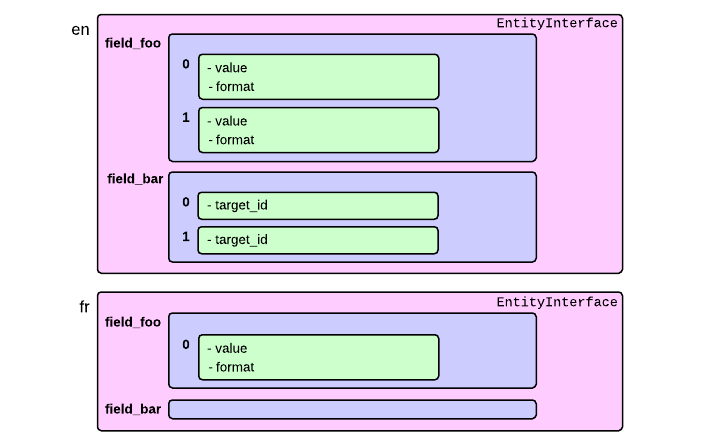 en
EntityInterface
field_foo
0
- value
- format
1
- value
- format
field_bar
0
- target_id
1
- target_id
fr
EntityInterface
field_foo
0
- value
- format
field_bar